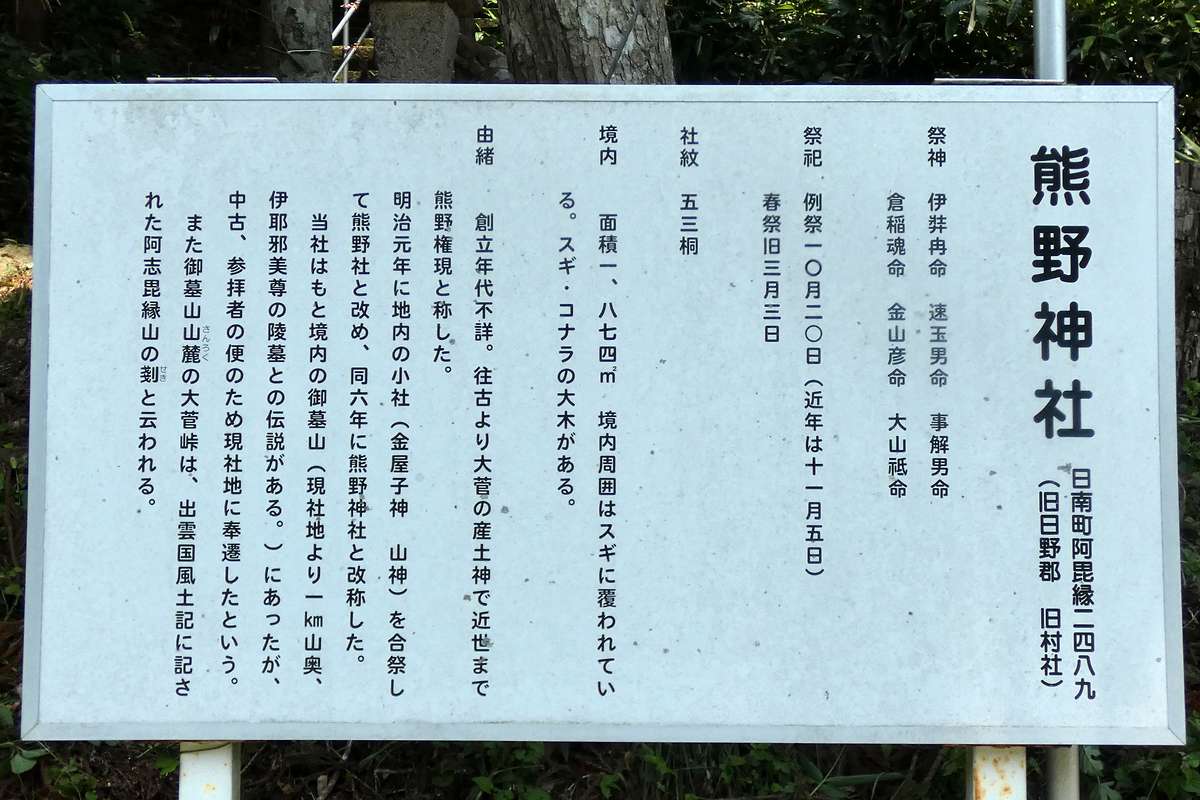 熊野神社
日南町阿毘縁二四八九
(旧日野郡　旧村社)
祭神　伊弉冉命　速玉男命　事解男命
倉稲魂命　金山彦命　大山祇命
祭祀　例祭一〇月二〇日(近年は十一月五日)
春祭旧三月三日
社紋　五三桐
境内　面積一、八七四㎡　境内周囲はスギに覆われてい
る。スギ・コナラの大木がある。
由緒　創立年代不詳。往古より大菅の産土神で近世まで
熊野権現と称した。
明治元年に地内の小社(金屋子神　山神)を合祭し
て熊野社と改め、同六年に熊野神社と改称した。
当社はもと境内の御墓山(現社地より一㎞山奥、
伊耶邪美尊の陵墓との伝説がある。)にあったが、
中古、参拝者の便のため現社地に奉遷したという。
また御墓山山麓さんろくの大菅峠は、出雲国風土記に記さ
れた阿志毘縁山の剗せきと云われる。